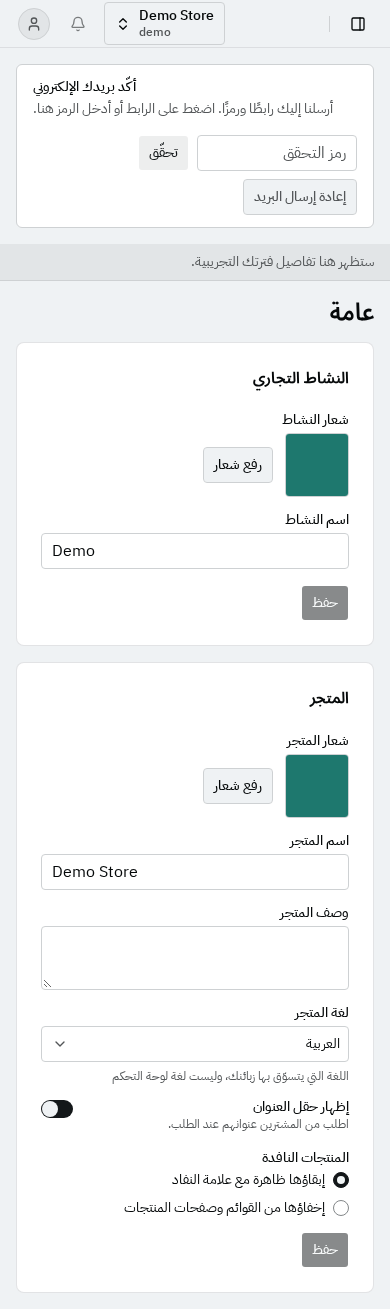 Demo Store
demo
أكّد بريدك الإلكتروني
أرسلنا إليك رابطًا ورمزًا. اضغط على الرابط أو أدخل الرمز هنا.
رمز التحقق
تحقّق
إعادة إرسال البريد
ستظهر هنا تفاصيل فترتك التجريبية.
عامة
النشاط التجاري
شعار النشاط
رفع شعار
اسم النشاط
Demo
حفظ
المتجر
شعار المتجر
رفع شعار
اسم المتجر
Demo Store
وصف المتجر
لغة المتجر
العربية
اللغة التي يتسوّق بها زبائنك، وليست لغة لوحة التحكم
إظهار حقل العنوان
اطلب من المشترين عنوانهم عند الطلب.
المنتجات النافدة
إبقاؤها ظاهرة مع علامة النفاد
إخفاؤها من القوائم وصفحات المنتجات
حفظ